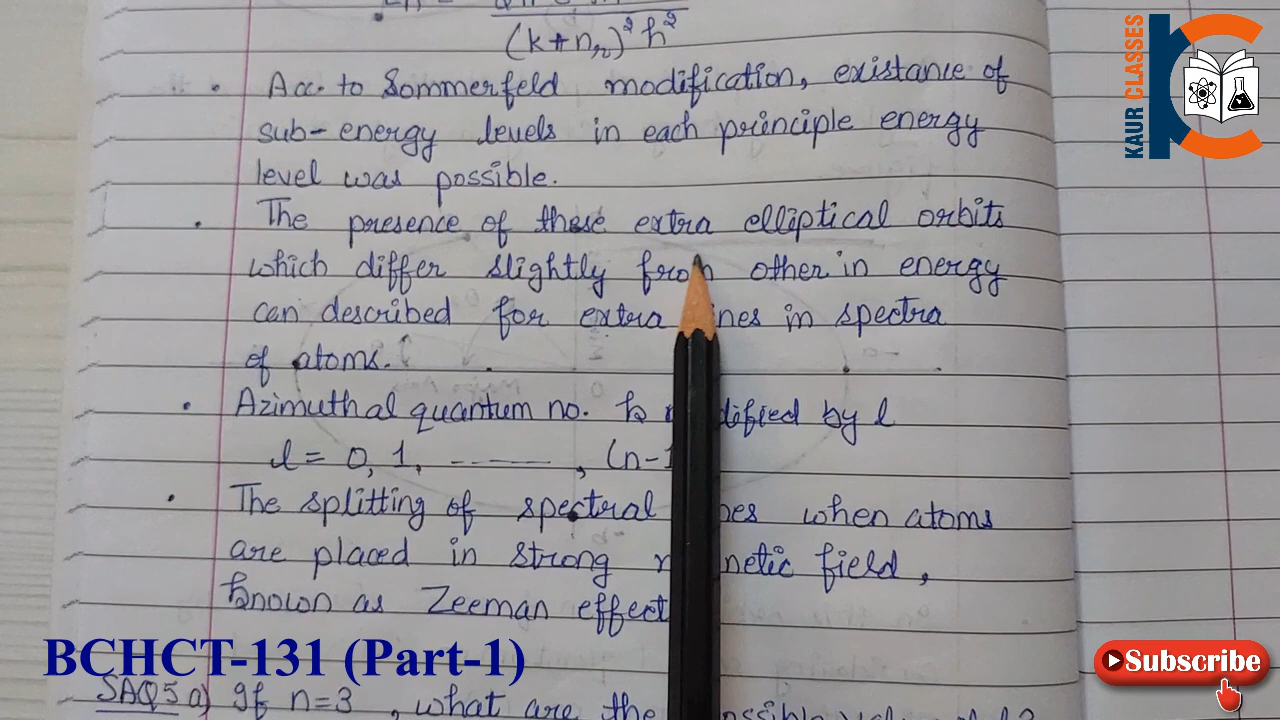 (k+nr)² h²
Acc. to Sommerfeld modification, existance of
sub-energy levels in each principle energy
level was possible.
The presence of these extra elliptical orbits
which differ slightly from other in energy
can described for extra lines in spectra
of atoms.
Azimuthal quantum no. k modified by l
l = 0, 1, ------ , (n-1
The splitting of spectral lines when atoms
are placed in strong magnetic field,
known as Zeeman effect
SAQ5 a) If n=3 , what are the possible
KAUR CLASSES
BCHCT-131 (Part-1)
Subscribe